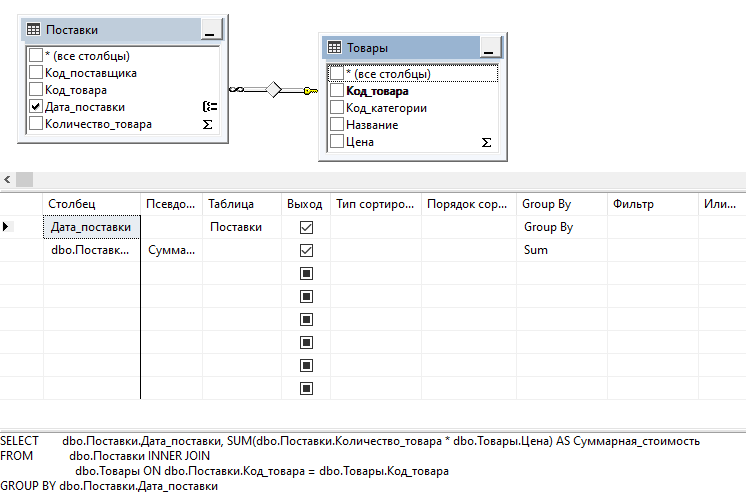 Поставки
* (все столбцы)
Код_поставщика
Код_товара
Дата_поставки
Количество_товара
Товары
* (все столбцы)
Код_товара
Код_категории
Название
Цена
Столбец Псевдо... Таблица Выход Тип сортиро... Порядок сор... Group By Фильтр Или...
Дата_поставки Поставки Group By
dbo.Поставк... Сумма... Sum
SELECT dbo.Поставки.Дата_поставки, SUM(dbo.Поставки.Количество_товара * dbo.Товары.Цена) AS Суммарная_стоимость
FROM dbo.Поставки INNER JOIN
dbo.Товары ON dbo.Поставки.Код_товара = dbo.Товары.Код_товара
GROUP BY dbo.Поставки.Дата_поставки